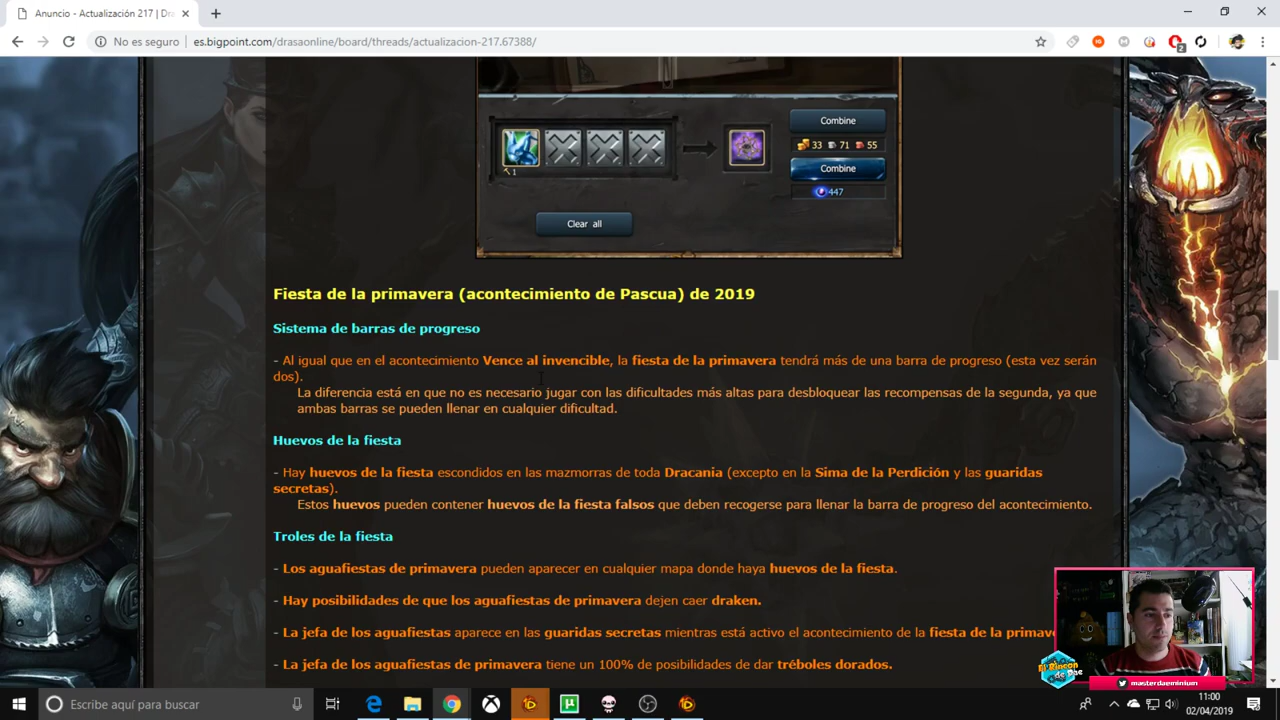 Anuncio - Actualización 217 | Dra
No es seguro
es.bigpoint.com/drasaonline/board/threads/actualizacion-217.67388/
2
Combine
33 71 55
Combine
447
1
Clear all
Fiesta de la primavera (acontecimiento de Pascua) de 2019
Sistema de barras de progreso
- Al igual que en el acontecimiento Vence al invencible, la fiesta de la primavera tendrá más de una barra de progreso (esta vez serán
dos).
La diferencia está en que no es necesario jugar con las dificultades más altas para desbloquear las recompensas de la segunda, ya que
ambas barras se pueden llenar en cualquier dificultad.
Huevos de la fiesta
- Hay huevos de la fiesta escondidos en las mazmorras de toda Dracania (excepto en la Sima de la Perdición y las guaridas
secretas).
Estos huevos pueden contener huevos de la fiesta falsos que deben recogerse para llenar la barra de progreso del acontecimiento.
Troles de la fiesta
- Los aguafiestas de primavera pueden aparecer en cualquier mapa donde haya huevos de la fiesta.
- Hay posibilidades de que los aguafiestas de primavera dejen caer draken.
- La jefa de los aguafiestas aparece en las guaridas secretas mientras está activo el acontecimiento de la fiesta de la primave
- La jefa de los aguafiestas de primavera tiene un 100% de posibilidades de dar tréboles dorados.
El Rincon
de Dae
masterdaeminium
Escribe aquí para buscar
11:00
02/04/2019